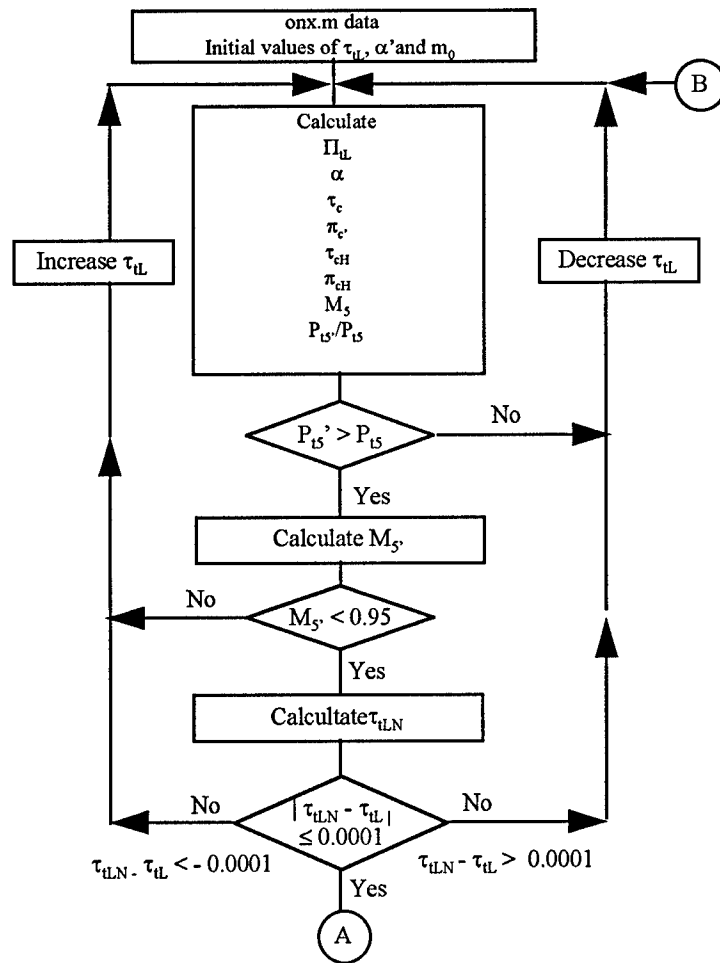 onx.m data
Initial values of τtL, α' and m0
B
Calculate
ΠtL
α
τc
πc'
τcH
πcH
M5
Pt5'/Pt5
Increase τtL
Decrease τtL
Pt5' > Pt5
No
Yes
Calculate M5'
No
M5' < 0.95
Yes
CalcultateτtLN
No
| τtLN - τtL |
≤ 0.0001
No
τtLN - τtL < - 0.0001
τtLN - τtL > 0.0001
Yes
A